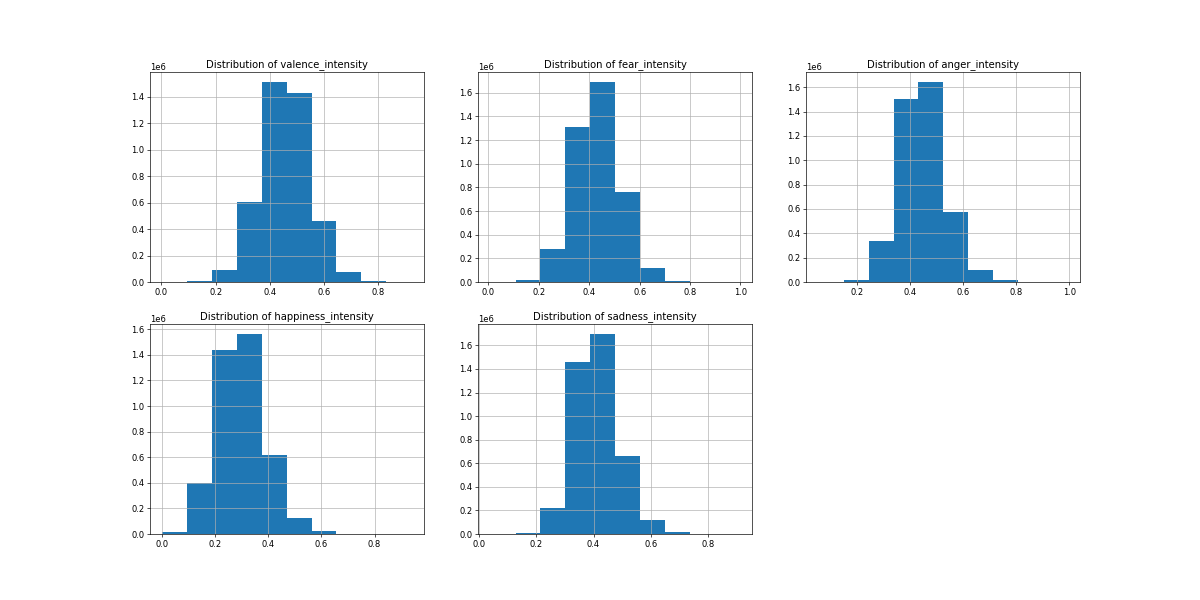 Distribution of valence_intensity
1e6
1.4
1.2
1.0
0.8
0.6
0.4
0.2
0.0
0.0 0.2 0.4 0.6 0.8
Distribution of fear_intensity
1e6
1.6
1.4
1.2
1.0
0.8
0.6
0.4
0.2
0.0
0.0 0.2 0.4 0.6 0.8 1.0
Distribution of anger_intensity
1e6
1.6
1.4
1.2
1.0
0.8
0.6
0.4
0.2
0.0
0.2 0.4 0.6 0.8 1.0
Distribution of happiness_intensity
1e6
1.6
1.4
1.2
1.0
0.8
0.6
0.4
0.2
0.0
0.0 0.2 0.4 0.6 0.8
Distribution of sadness_intensity
1e6
1.6
1.4
1.2
1.0
0.8
0.6
0.4
0.2
0.0
0.0 0.2 0.4 0.6 0.8